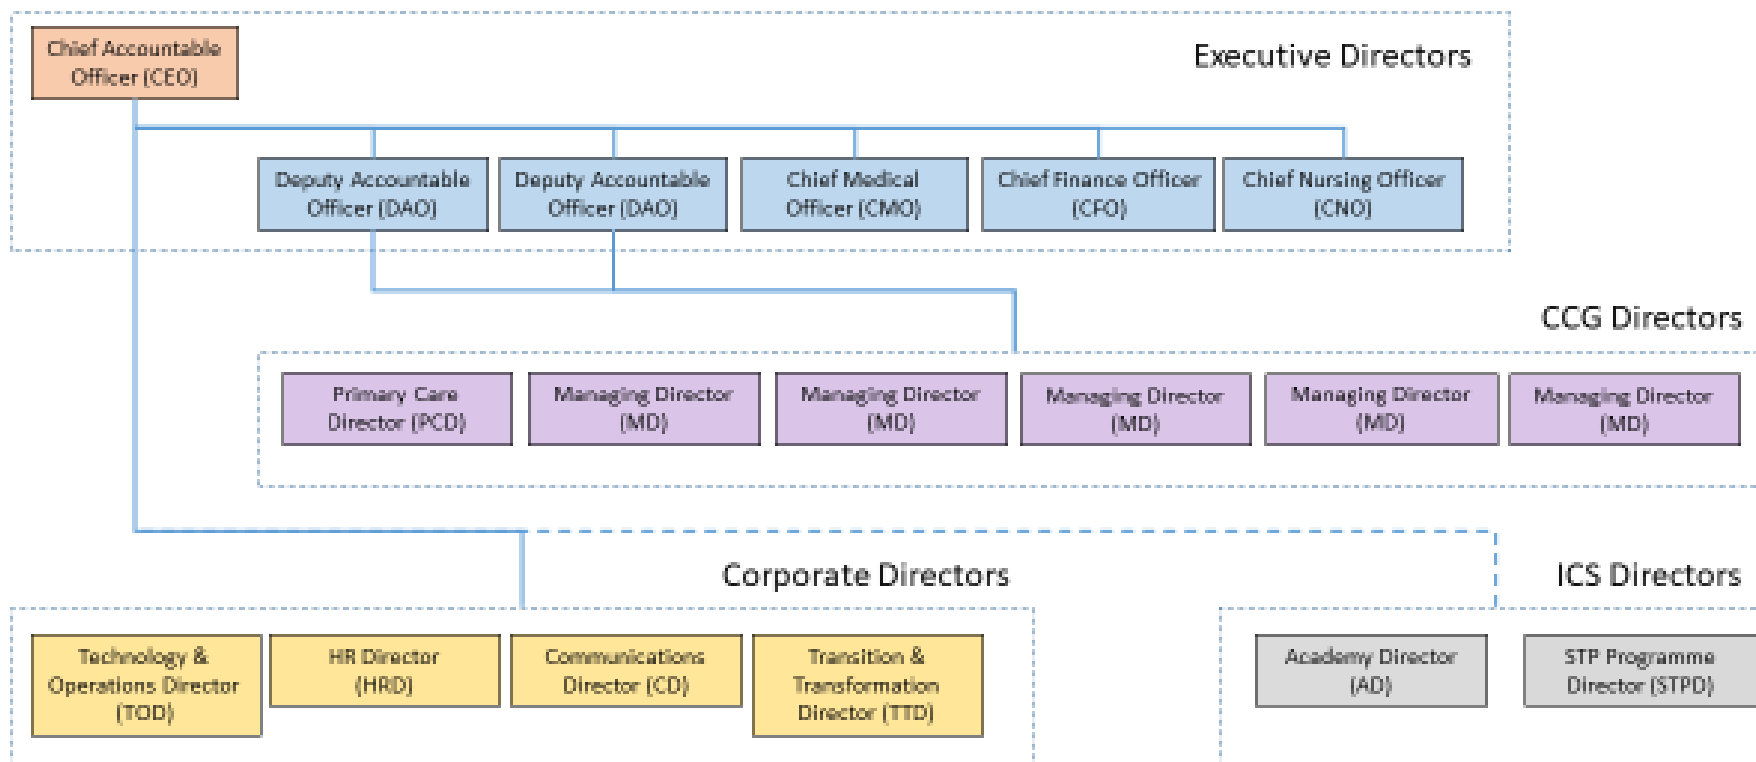 Chief Accountable
Officer (CEO)
Executive Directors
Deputy Accountable
Officer (DAO)
Deputy Accountable
Officer (DAO)
Chief Medical
Officer (CMO)
Chief Finance Officer
(CFO)
Chief Nursing Officer
(CNO)
CCG Directors
Primary Care
Director (PCD)
Managing Director
(MD)
Managing Director
(MD)
Managing Director
(MD)
Managing Director
(MD)
Managing Director
(MD)
Corporate Directors
ICS Directors
Technology &
Operations Director
(TOD)
HR Director
(HRD)
Communications
Director (CD)
Transition &
Transformation
Director (TTD)
Academy Director
(AD)
STP Programme
Director (STPD)